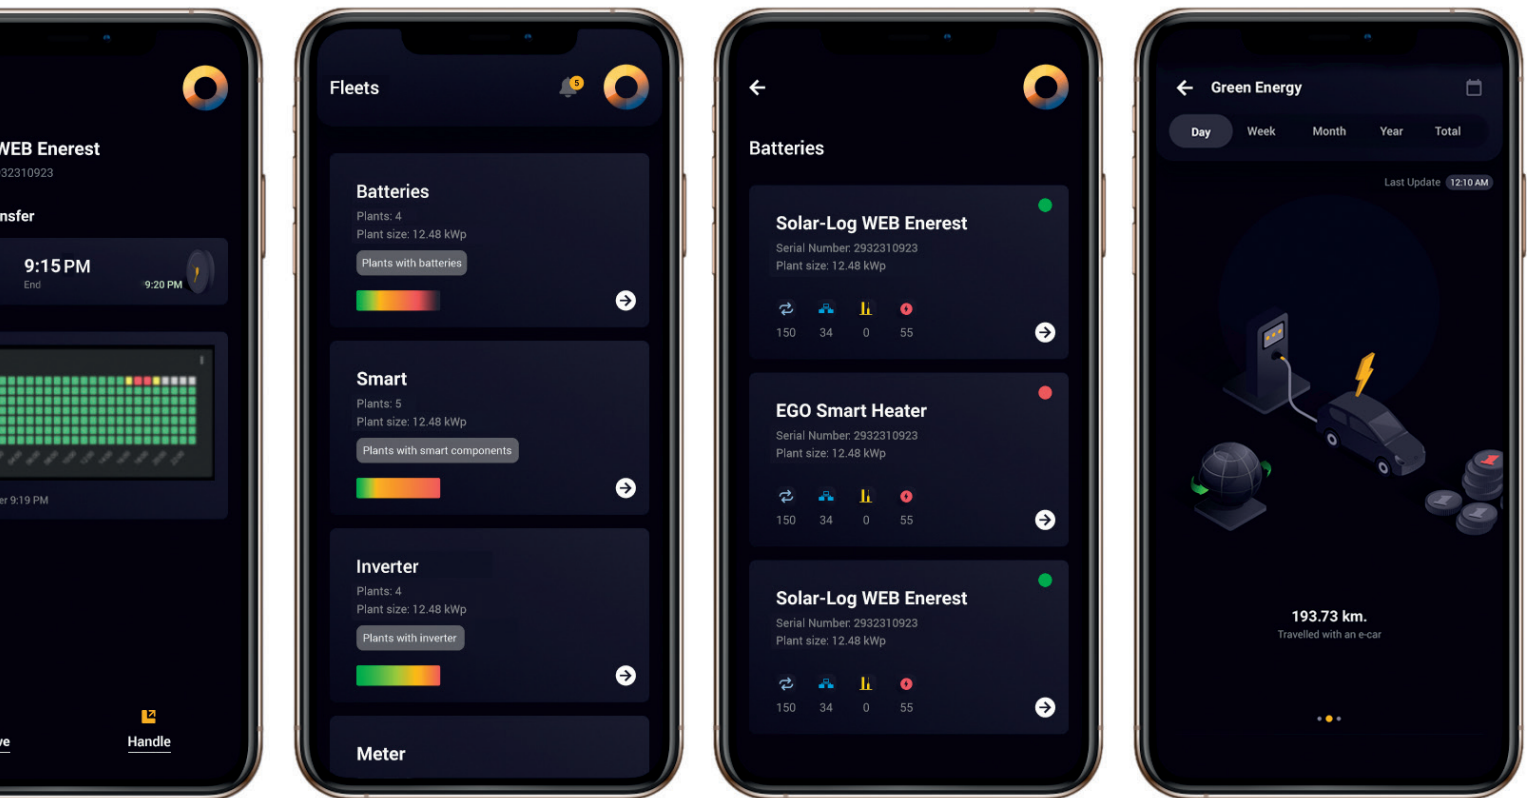 WEB Enerest
32310923
nsfer
9:15 PM
End
9:20 PM
er 9:19 PM
ve
Handle
Fleets
5
Batteries
Plants: 4
Plant size: 12.48 kWp
Plants with batteries
Smart
Plants: 5
Plant size: 12.48 kWp
Plants with smart components
Inverter
Plants: 4
Plant size: 12.48 kWp
Plants with inverter
Meter
Batteries
Solar-Log WEB Enerest
Serial Number: 2932310923
Plant size: 12.48 kWp
150 34 0 55
EGO Smart Heater
Serial Number: 2932310923
Plant size: 12.48 kWp
150 34 0 55
Solar-Log WEB Enerest
Serial Number: 2932310923
Plant size: 12.48 kWp
150 34 0 55
Green Energy
Day Week Month Year Total
Last Update 12:10 AM
193.73 km.
Travelled with an e-car